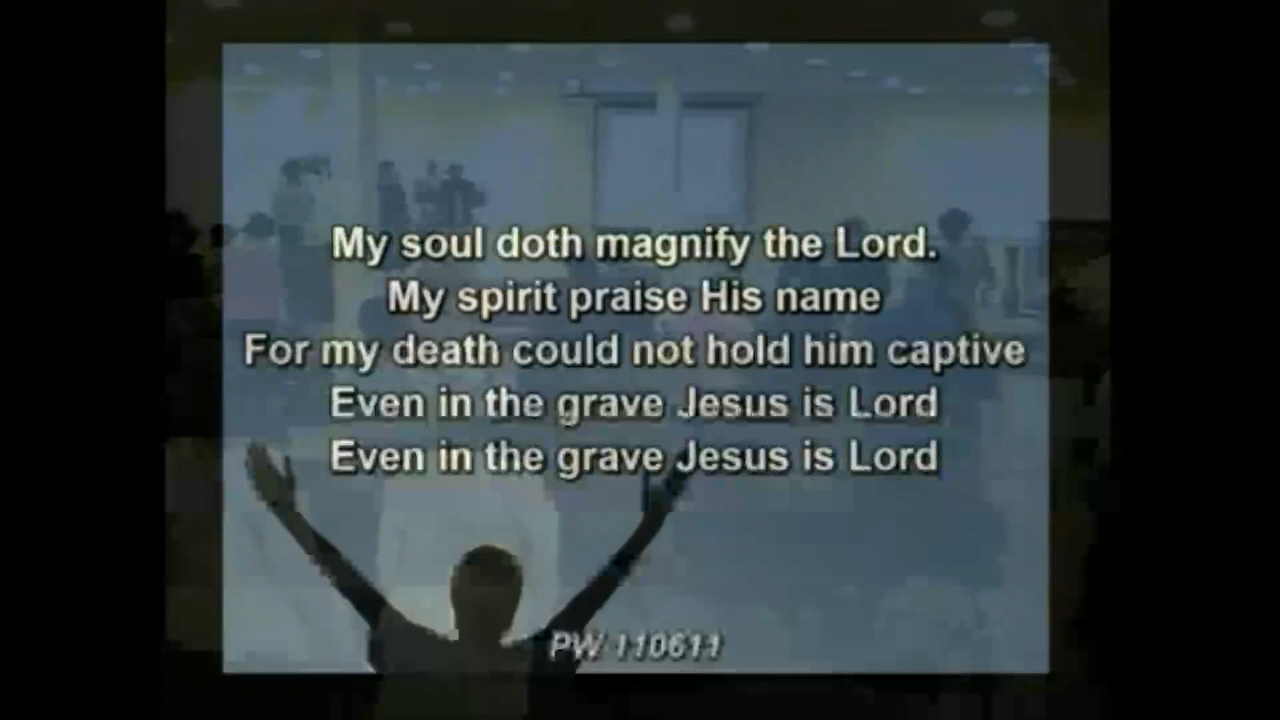 My soul doth magnify the Lord.
My spirit praise His name
For my death could not hold him captive
Even in the grave Jesus is Lord
Even in the grave Jesus is Lord
PW 110611